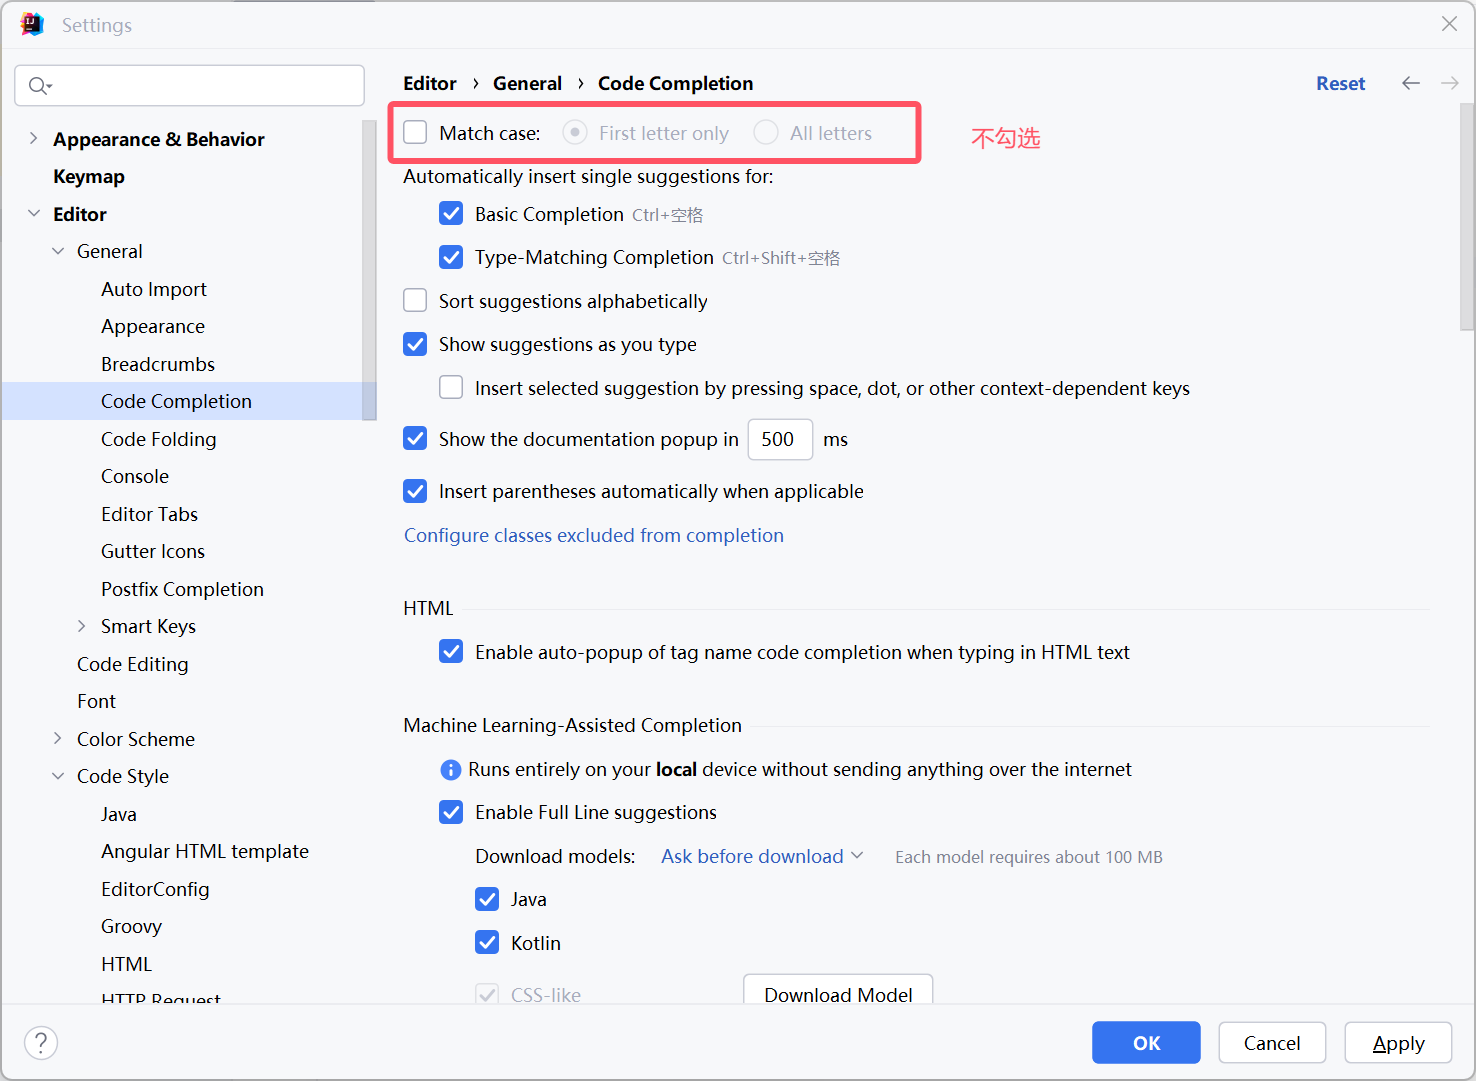 Settings
Editor › General › Code Completion
Reset
Match case: First letter only All letters
不勾选
Automatically insert single suggestions for:
Basic Completion Ctrl+空格
Type-Matching Completion Ctrl+Shift+空格
Sort suggestions alphabetically
Show suggestions as you type
Insert selected suggestion by pressing space, dot, or other context-dependent keys
Show the documentation popup in 500 ms
Insert parentheses automatically when applicable
Configure classes excluded from completion
HTML
Enable auto-popup of tag name code completion when typing in HTML text
Machine Learning-Assisted Completion
Runs entirely on your local device without sending anything over the internet
Enable Full Line suggestions
Download models: Ask before download Each model requires about 100 MB
Java
Kotlin
CSS-like
Download Model
Appearance & Behavior
Keymap
Editor
General
Auto Import
Appearance
Breadcrumbs
Code Completion
Code Folding
Console
Editor Tabs
Gutter Icons
Postfix Completion
Smart Keys
Code Editing
Font
Color Scheme
Code Style
Java
Angular HTML template
EditorConfig
Groovy
HTML
HTTP Request
?
OK
Cancel
Apply